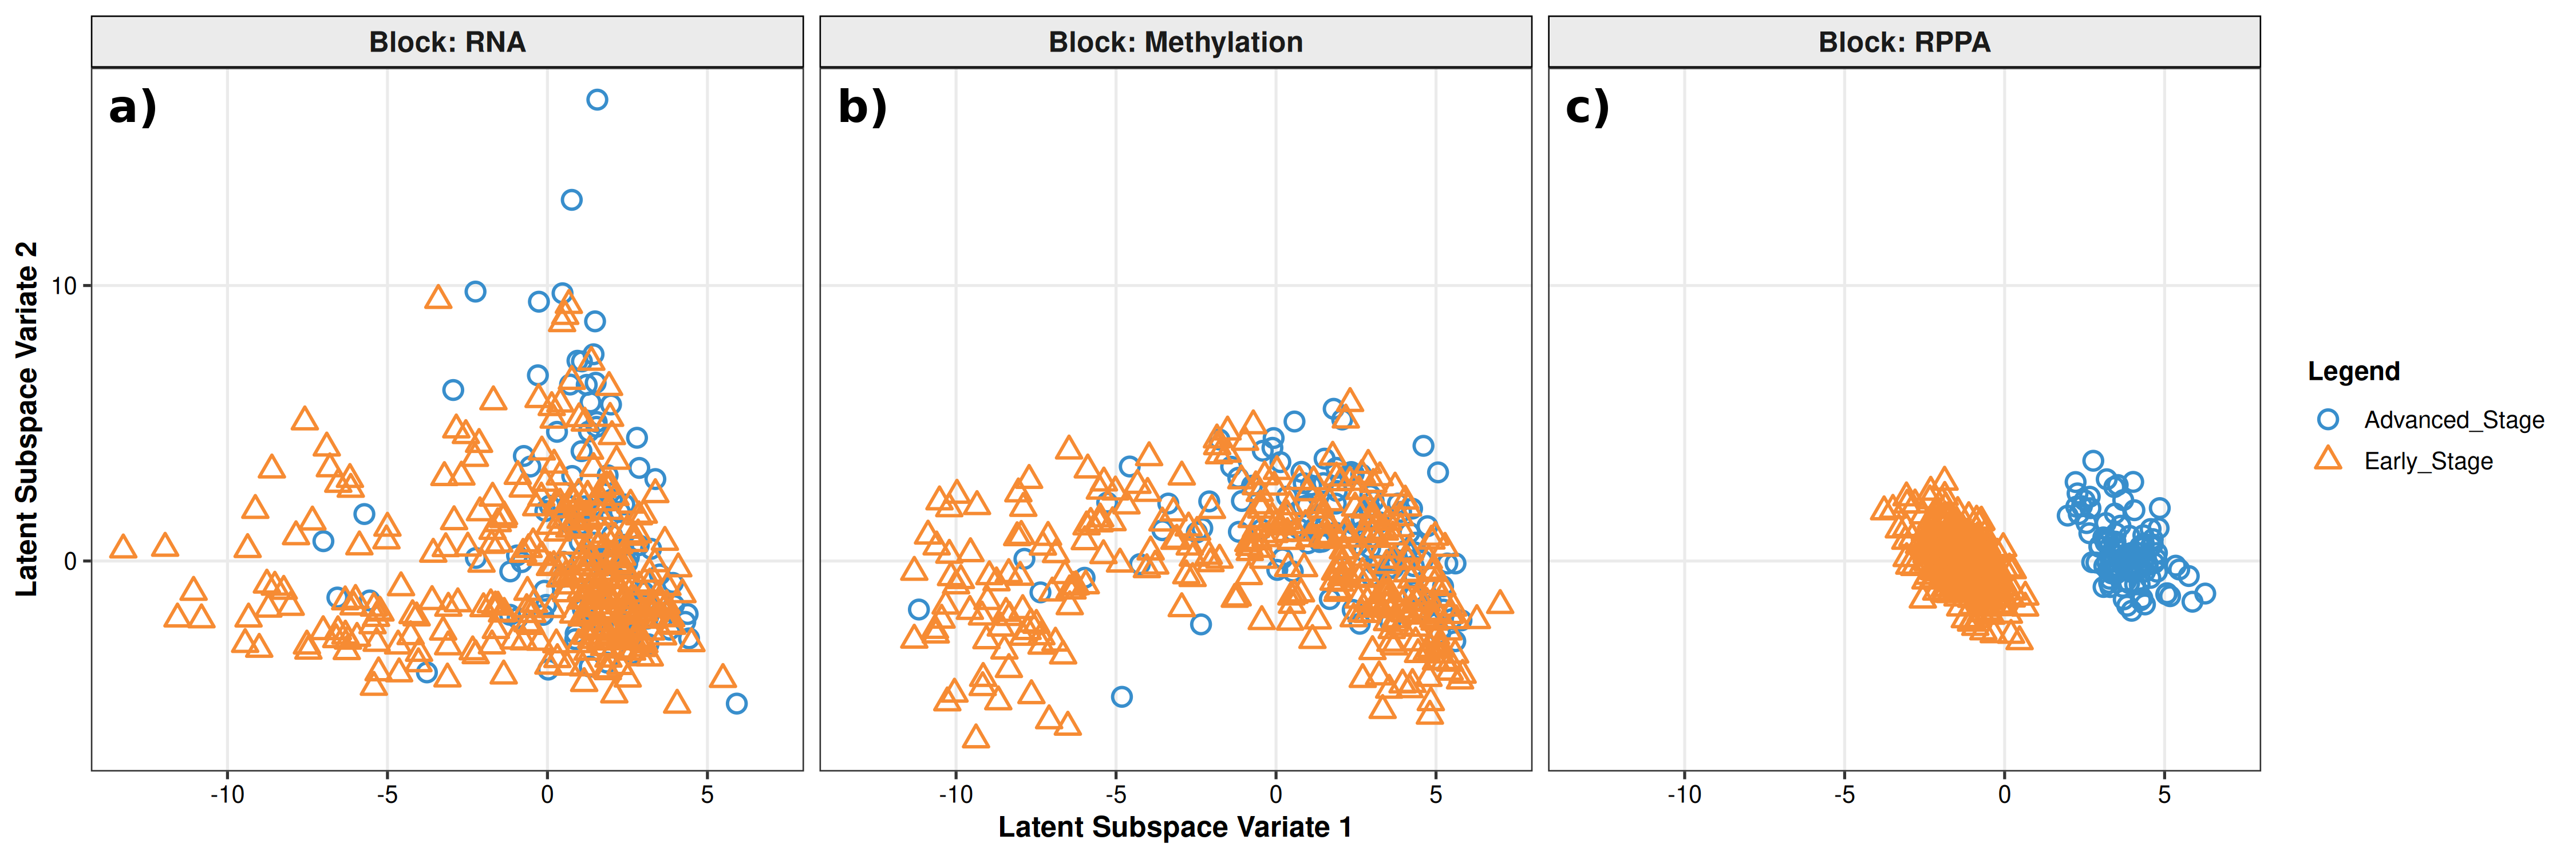 Block: RNA
Block: Methylation
Block: RPPA
a)
b)
c)
Latent Subspace Variate 2
10
0
-10
-5
0
5
-10
-5
0
5
-10
-5
0
5
Latent Subspace Variate 1
Legend
Advanced_Stage
Early_Stage